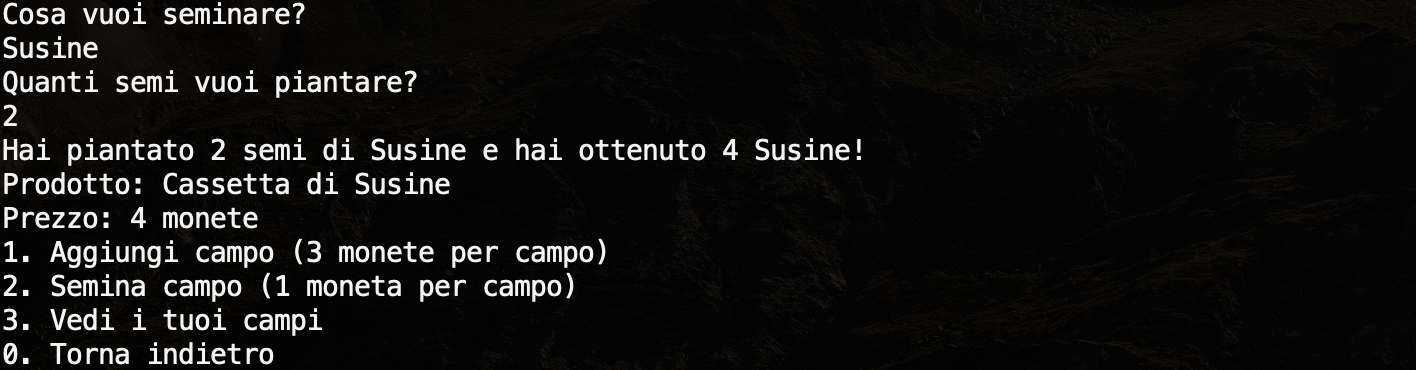 Cosa vuoi seminare?
Susine
Quanti semi vuoi piantare?
2
Hai piantato 2 semi di Susine e hai ottenuto 4 Susine!
Prodotto: Cassetta di Susine
Prezzo: 4 monete
1. Aggiungi campo (3 monete per campo)
2. Semina campo (1 moneta per campo)
3. Vedi i tuoi campi
0. Torna indietro